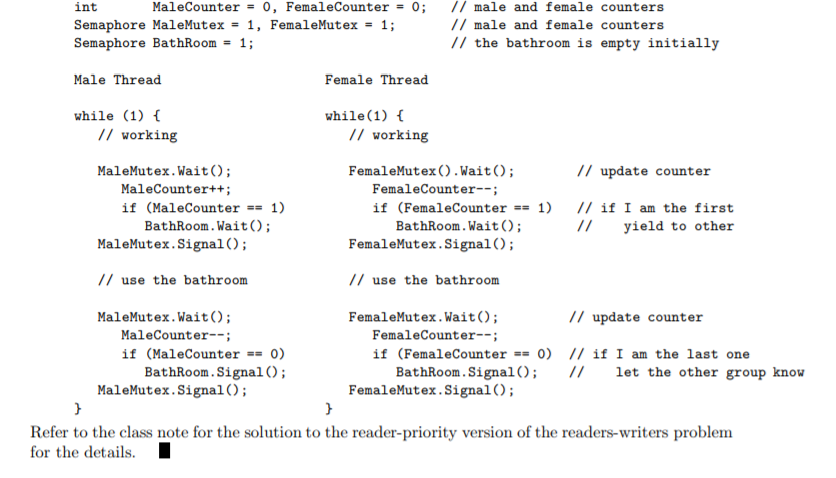 int       MaleCounter = 0, FemaleCounter = 0;   // male and female counters
Semaphore MaleMutex = 1, FemaleMutex = 1;       // male and female counters
Semaphore BathRoom = 1;                         // the bathroom is empty initially
Male Thread                     Female Thread
while (1) {                     while(1) {
   // working                      // working
   MaleMutex.Wait();               FemaleMutex().Wait();        // update counter
      MaleCounter++;                  FemaleCounter--;
      if (MaleCounter == 1)           if (FemaleCounter == 1)   // if I am the first
         BathRoom.Wait();                BathRoom.Wait();       //    yield to other
   MaleMutex.Signal();             FemaleMutex.Signal();
   // use the bathroom             // use the bathroom
   MaleMutex.Wait();               FemaleMutex.Wait();         // update counter
      MaleCounter--;                  FemaleCounter--;
      if (MaleCounter == 0)           if (FemaleCounter == 0)  // if I am the last one
         BathRoom.Signal();              BathRoom.Signal();    //    let the other group know
   MaleMutex.Signal();             FemaleMutex.Signal();
}                               }
Refer to the class note for the solution to the reader-priority version of the readers-writers problem
for the details.